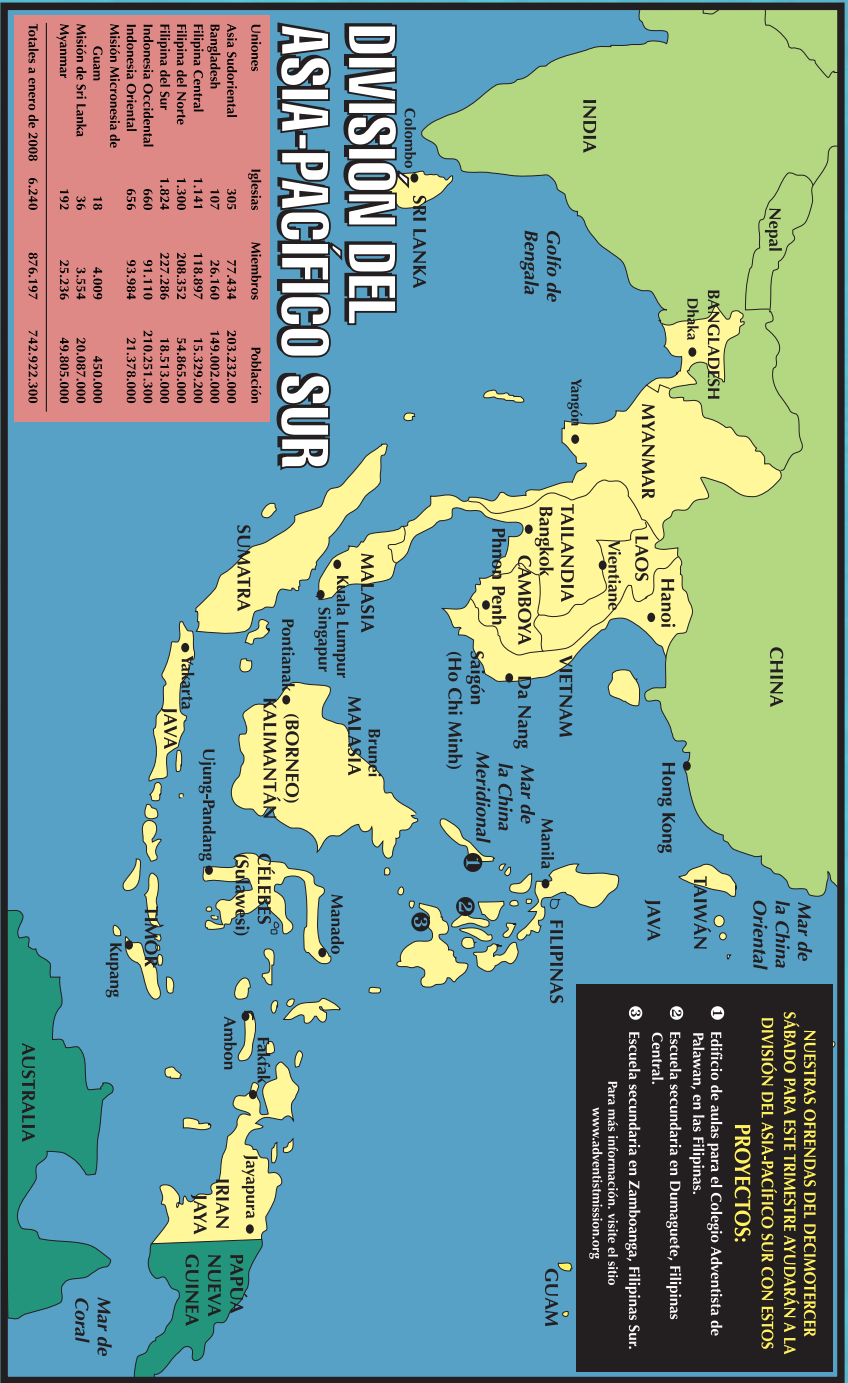 DIVISION DEL
ASIA-PACÍFICO SUR
Uniones Iglesias Miembros Población
Asia Sudoriental 305 77.434 203.232.000
Bangladesh 107 26.160 149.002.000
Filipina Central 1.141 118.897 15.329.200
Filipina del Norte 1.300 208.352 54.865.000
Filipina del Sur 1.824 227.286 18.513.000
Indonesia Occidental 660 91.110 210.251.300
Indonesia Oriental 656 93.984 21.378.000
Misión Micronesia de
Guam 18 4.009 450.000
Misión de Sri Lanka 36 3.554 20.087.000
Myanmar 192 25.236 49.805.000
Totales a enero de 2008 6.240 876.197 742.922.300
NUESTRAS OFRENDAS DEL DECIMOTERCER
SÁBADO PARA ESTE TRIMESTRE AYUDARÁN A LA
DIVISIÓN DEL ASIA-PACÍFICO SUR CON ESTOS
PROYECTOS:
1 Edificio de aulas para el Colegio Adventista de
Palawan, en las Filipinas.
2 Escuela secundaria en Dumaguete, Filipinas
Central.
3 Escuela secundaria en Zamboanga, Filipinas Sur.
Para más información. visite el sitio
www.adventistmission.org
INDIA
Nepal
CHINA
BANGLADESH
Dhaka
MYANMAR
Yangón
Golfo de
Bengala
Colombo
SRI LANKA
LAOS
Vientiane
Hanoi
TAILANDIA
Bangkok
CAMBOYA
Phnon Penh
VIETNAM
Da Nang
Saigón
(Ho Chi Minh)
Hong Kong
TAIWÁN
Mar de
la China
Oriental
JAVA
Mar de
la China
Meridional
Manila
FILIPINAS
1
2
3
MALASIA
Kuala Lumpur
Singapur
SUMATRA
Brunei
MALASIA
Pontianak
(BORNEO)
KALIMANTÁN
Yakarta
JAVA
Ujung-Pandang
CÉLEBES
(Sulawesi)
Manado
TIMOR
Kupang
Ambon
Fakfak
Jayapura
IRIAN
JAYA
PAPÚA
NUEVA
GUINEA
GUAM
AUSTRALIA
Mar de
Coral